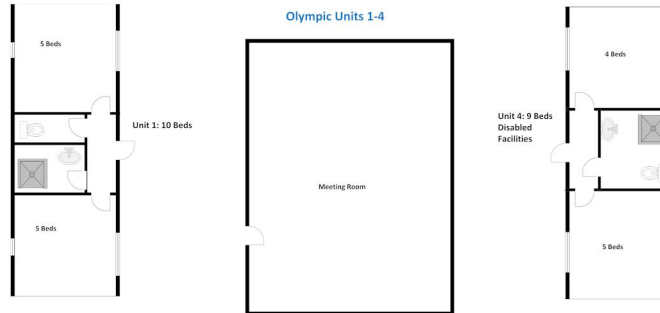 Olympic Units 1-4
5 Beds
Unit 1: 10 Beds
5 Beds
Meeting Room
4 Beds
Unit 4: 9 Beds
Disabled
Facilities
5 Beds